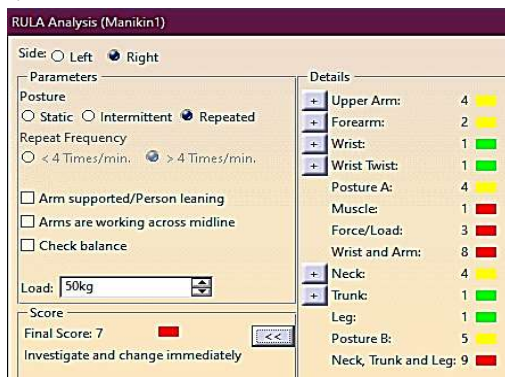 RULA Analysis (Manikin1)
Side: Left Right
Parameters
Posture
Static Intermittent Repeated
Repeat Frequency
< 4 Times/min. > 4 Times/min.
Arm supported/Person leaning
Arms are working across midline
Check balance
Load: 50kg
Score
Final Score: 7 <<
Investigate and change immediately
Details
+ Upper Arm: 4
+ Forearm: 2
+ Wrist: 1
+ Wrist Twist: 1
Posture A: 4
Muscle: 1
Force/Load: 3
Wrist and Arm: 8
+ Neck: 4
+ Trunk: 1
Leg: 1
Posture B: 5
Neck, Trunk and Leg: 9